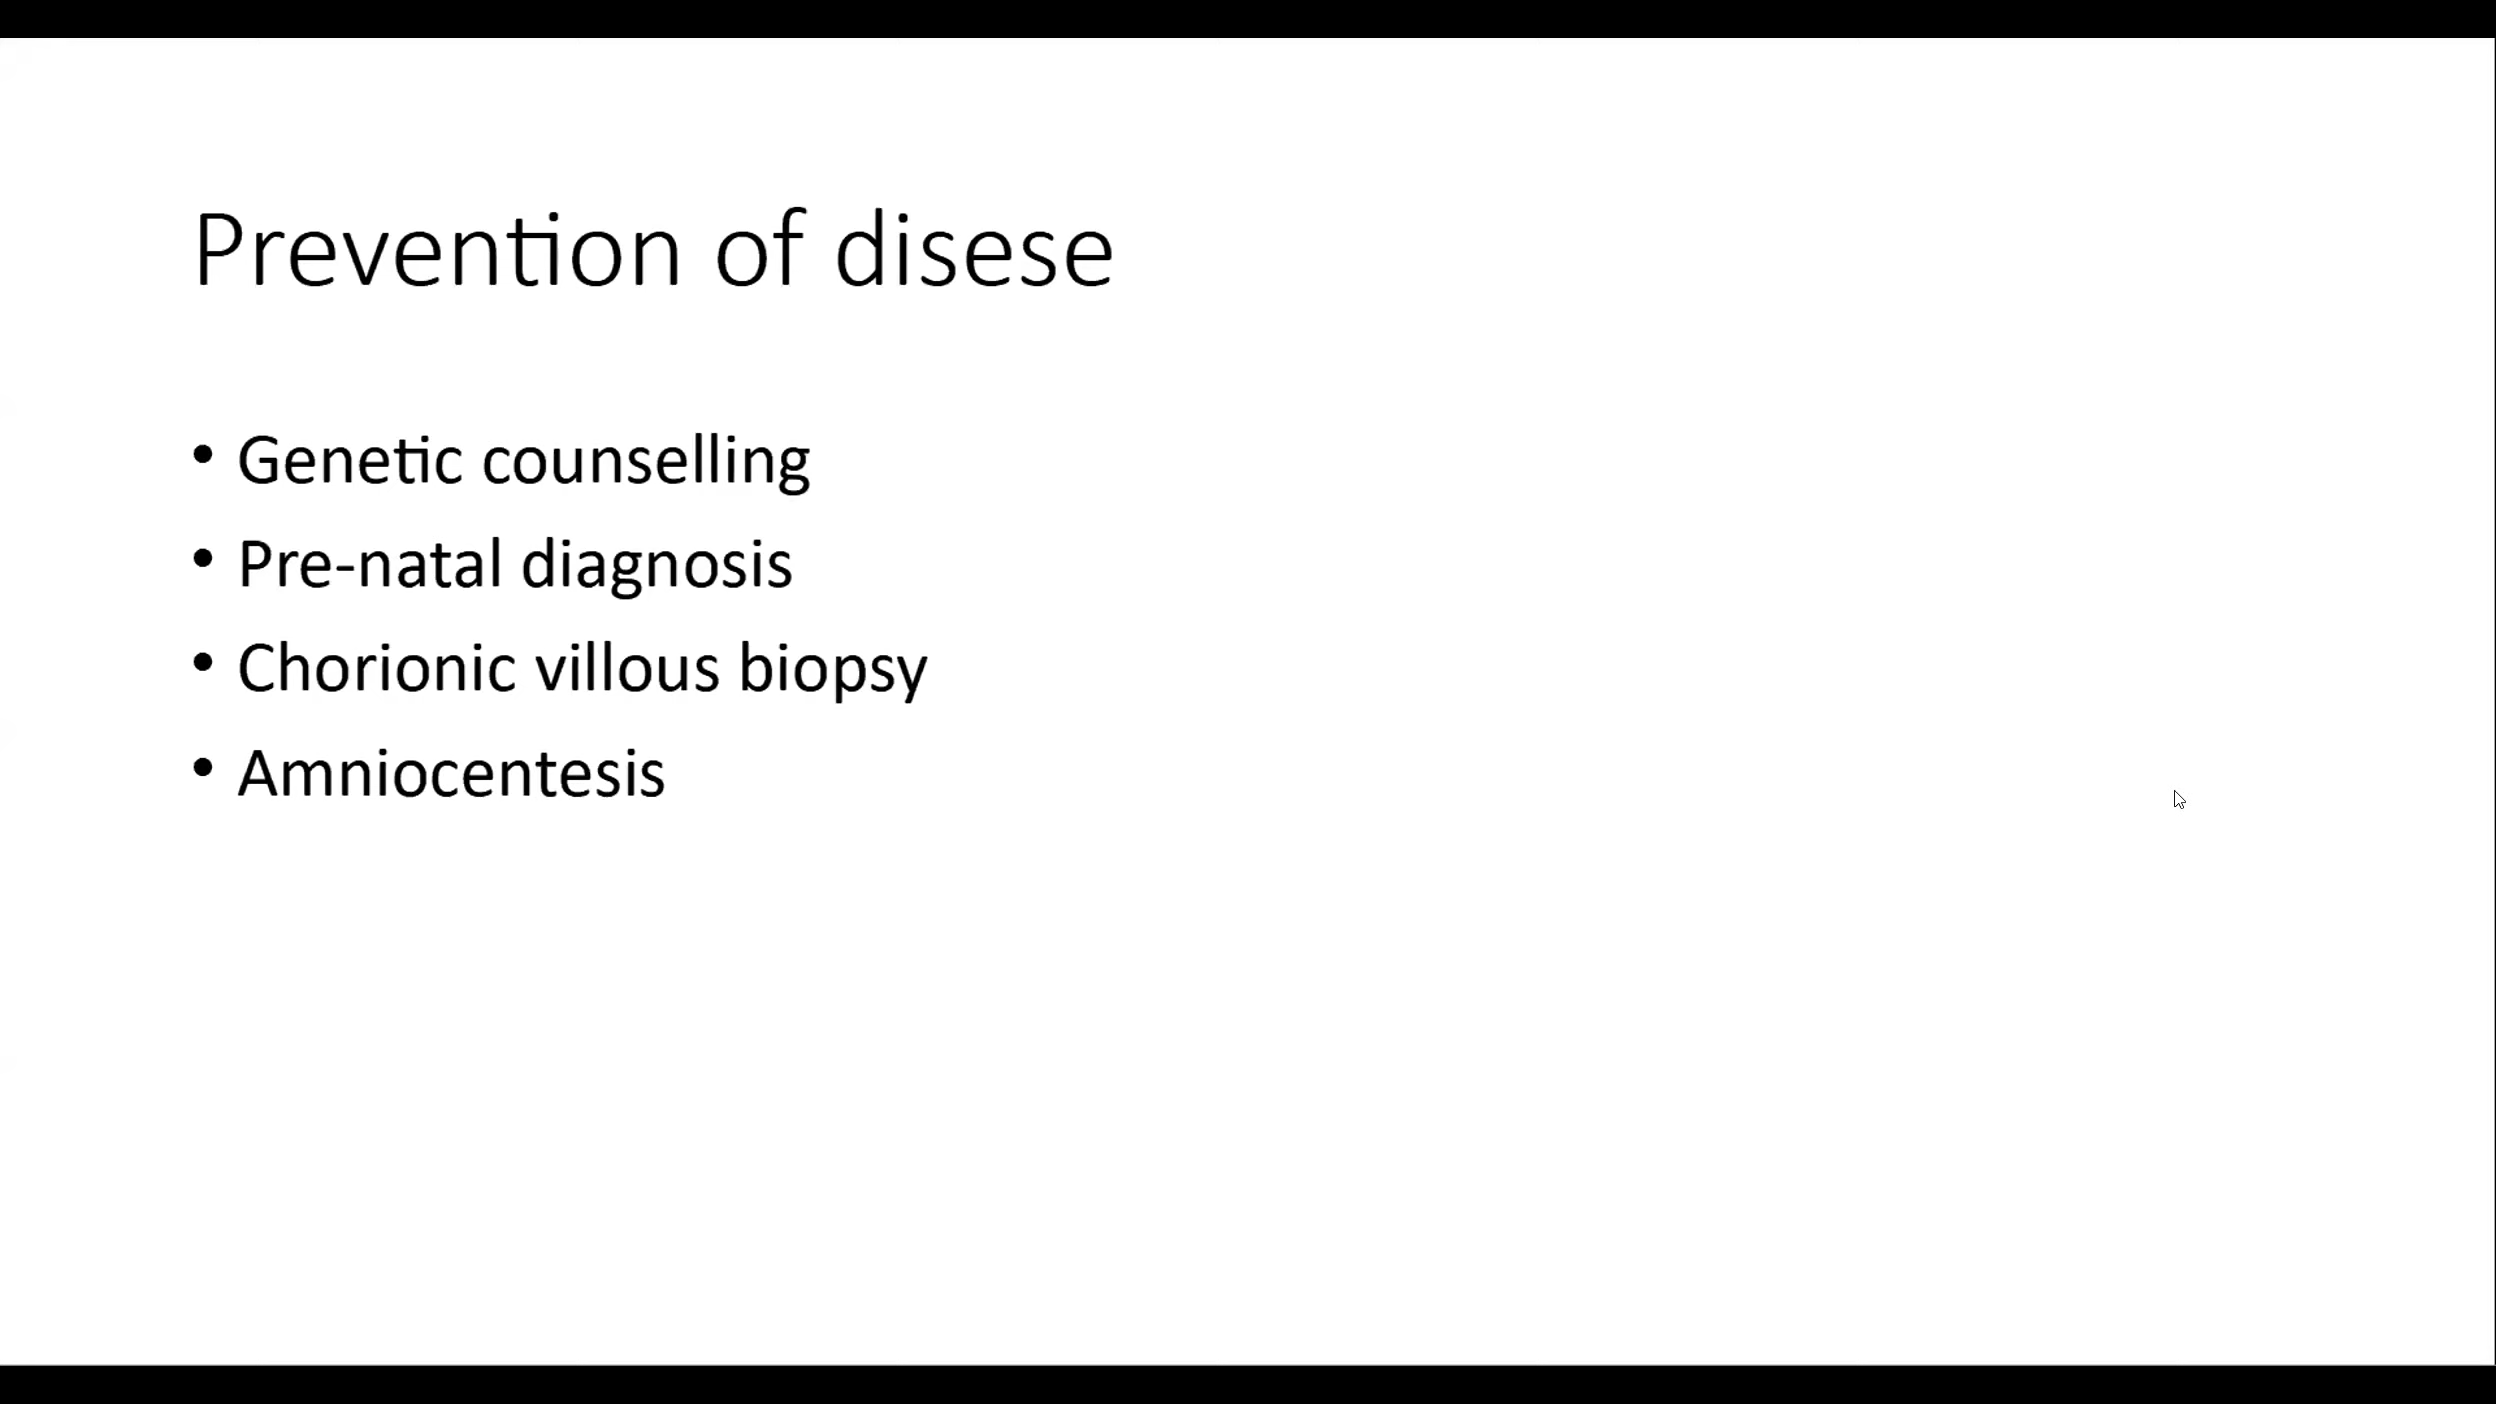 Prevention of disese
• Genetic counselling
• Pre-natal diagnosis
• Chorionic villous biopsy
• Amniocentesis